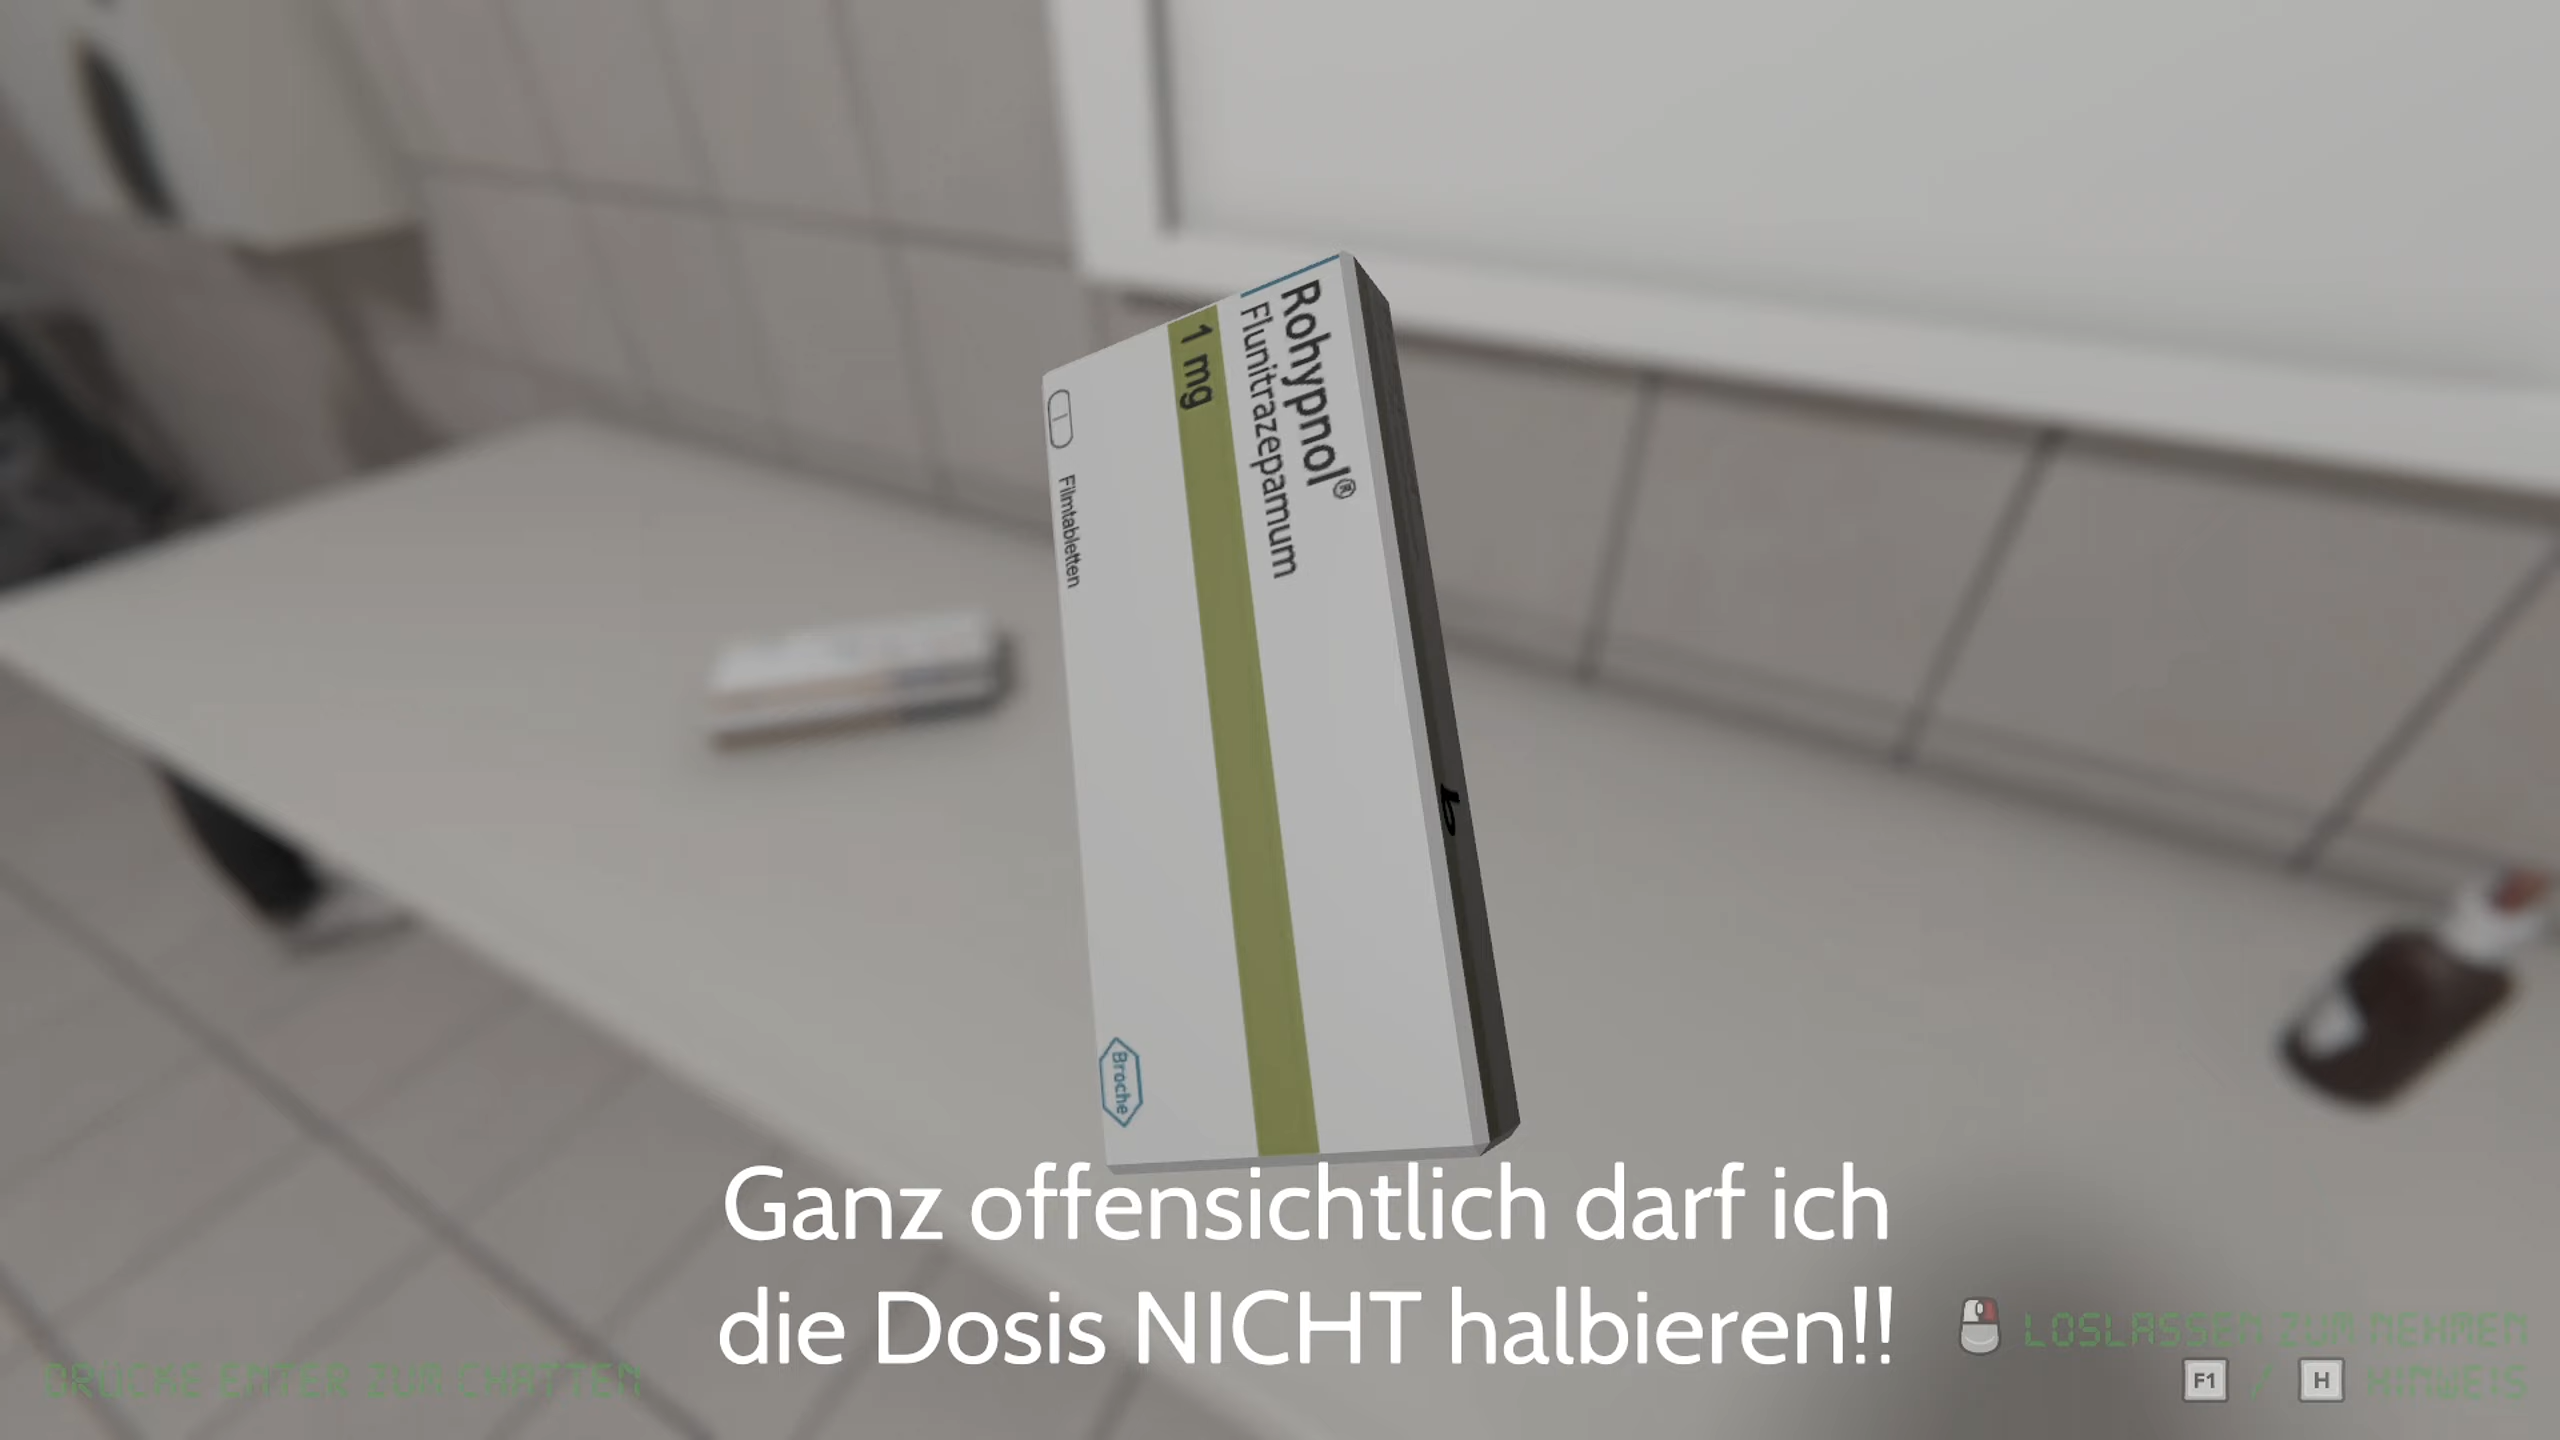 Rohypnol®
Flunitrazepamum
1 mg
Filmtabletten
Broche
b
Ganz offensichtlich darf ich
die Dosis NICHT halbieren!!
LOSLASSEN ZUM NEHMEN
DRÜCKE ENTER ZUM CHATTEN
F1 / H HINWEIS